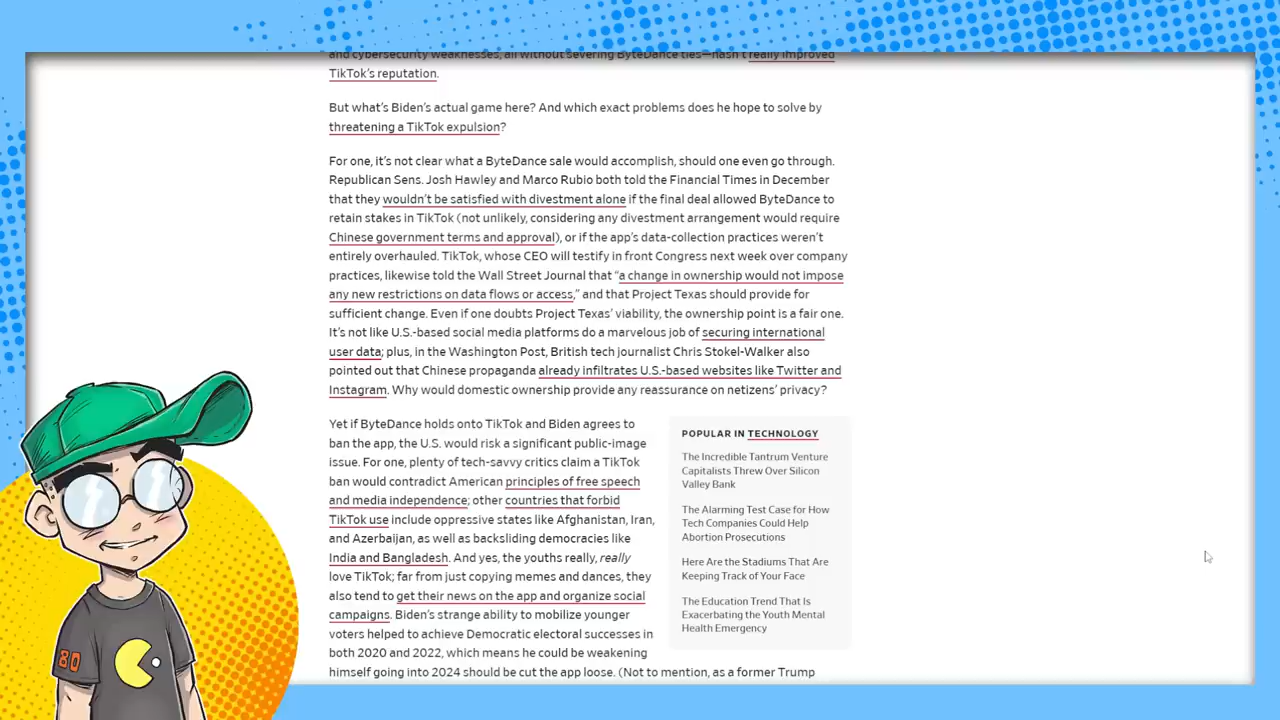 and cybersecurity weaknesses, all without severing ByteDance ties—hasn't really improved
TikTok's reputation.
But what's Biden's actual game here? And which exact problems does he hope to solve by
threatening a TikTok expulsion?
For one, it's not clear what a ByteDance sale would accomplish, should one even go through.
Republican Sens. Josh Hawley and Marco Rubio both told the Financial Times in December
that they wouldn't be satisfied with divestment alone if the final deal allowed ByteDance to
retain stakes in TikTok (not unlikely, considering any divestment arrangement would require
Chinese government terms and approval), or if the app's data-collection practices weren't
entirely overhauled. TikTok, whose CEO will testify in front Congress next week over company
practices, likewise told the Wall Street Journal that “a change in ownership would not impose
any new restrictions on data flows or access,” and that Project Texas should provide for
sufficient change. Even if one doubts Project Texas' viability, the ownership point is a fair one.
It's not like U.S.-based social media platforms do a marvelous job of securing international
user data; plus, in the Washington Post, British tech journalist Chris Stokel-Walker also
pointed out that Chinese propaganda already infiltrates U.S.-based websites like Twitter and
Instagram. Why would domestic ownership provide any reassurance on netizens' privacy?
Yet if ByteDance holds onto TikTok and Biden agrees to
ban the app, the U.S. would risk a significant public-image
issue. For one, plenty of tech-savvy critics claim a TikTok
ban would contradict American principles of free speech
and media independence; other countries that forbid
TikTok use include oppressive states like Afghanistan, Iran,
and Azerbaijan, as well as backsliding democracies like
India and Bangladesh. And yes, the youths really, really
love TikTok; far from just copying memes and dances, they
also tend to get their news on the app and organize social
campaigns. Biden's strange ability to mobilize younger
voters helped to achieve Democratic electoral successes in
both 2020 and 2022, which means he could be weakening
himself going into 2024 should be cut the app loose. (Not to mention, as a former Trump
POPULAR IN TECHNOLOGY
The Incredible Tantrum Venture
Capitalists Threw Over Silicon
Valley Bank
The Alarming Test Case for How
Tech Companies Could Help
Abortion Prosecutions
Here Are the Stadiums That Are
Keeping Track of Your Face
The Education Trend That Is
Exacerbating the Youth Mental
Health Emergency
80